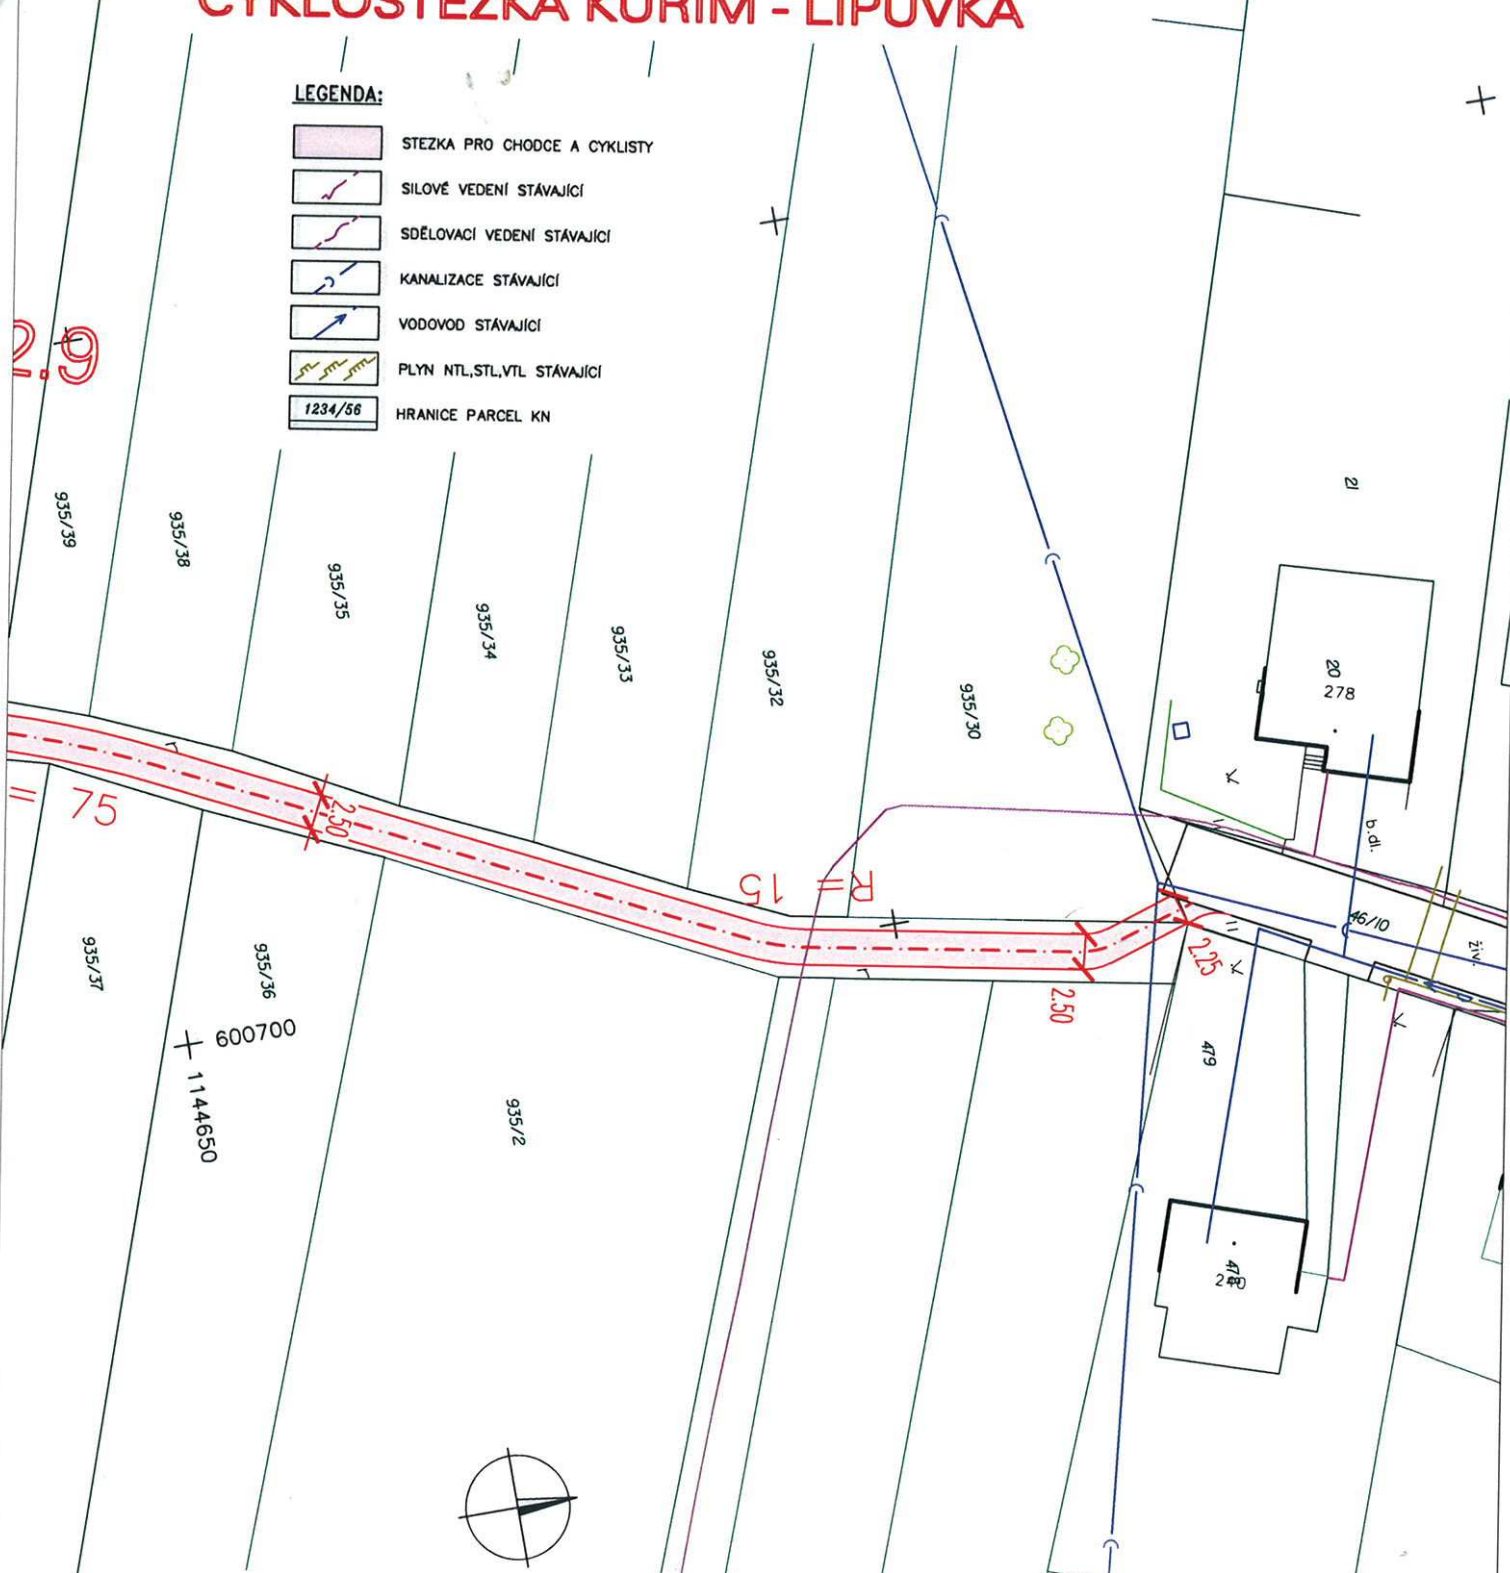 CYKLOSTEZKA KUŘIM - LIPŮVKA
LEGENDA:
STEZKA PRO CHODCE A CYKLISTY
SILOVÉ VEDENÍ STÁVAJÍCÍ
SDĚLOVACÍ VEDENÍ STÁVAJÍCÍ
KANALIZACE STÁVAJÍCÍ
VODOVOD STÁVAJÍCÍ
PLYN NTL,STL,VTL STÁVAJÍCÍ
1234/56
HRANICE PARCEL KN
2.9
935/39
935/38
935/35
935/34
935/33
935/32
935/30
21
20
278
b.dl.
= 75
2.50
R= 15
46/10
živ.
2.25
2.50
935/37
935/36
600700
1144650
935/2
479